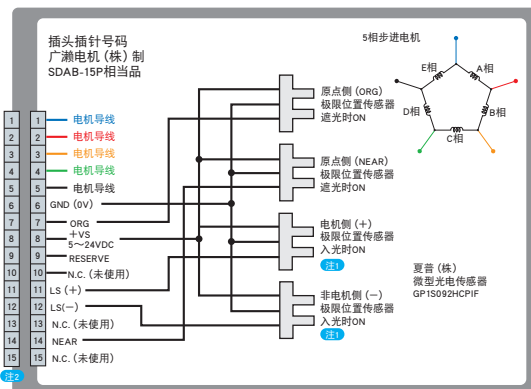 插头插针号码
广濑电机（株）制
SDAB-15P相当品
1 1 电机导线
2 2 电机导线
3 3 电机导线
4 4 电机导线
5 5 电机导线
6 6 GND (0V)
7 7 ORG
8 8 +VS
5～24VDC
9 9 RESERVE
10 10 N.C.（未使用）
11 11 LS (+)
12 12 LS(−)
13 13 N.C.（未使用）
14 14 NEAR
15 15 N.C.（未使用）
注2
原点侧 (ORG)
极限位置传感器
遮光时ON
原点侧 (NEAR)
极限位置传感器
遮光时ON
电机侧 (+)
极限位置传感器
入光时ON
注1
非电机侧 (−)
极限位置传感器
入光时ON
注1
5相步进电机
E相
A相
D相
B相
C相
夏普（株）
微型光电传感器
GP1S092HCPIF